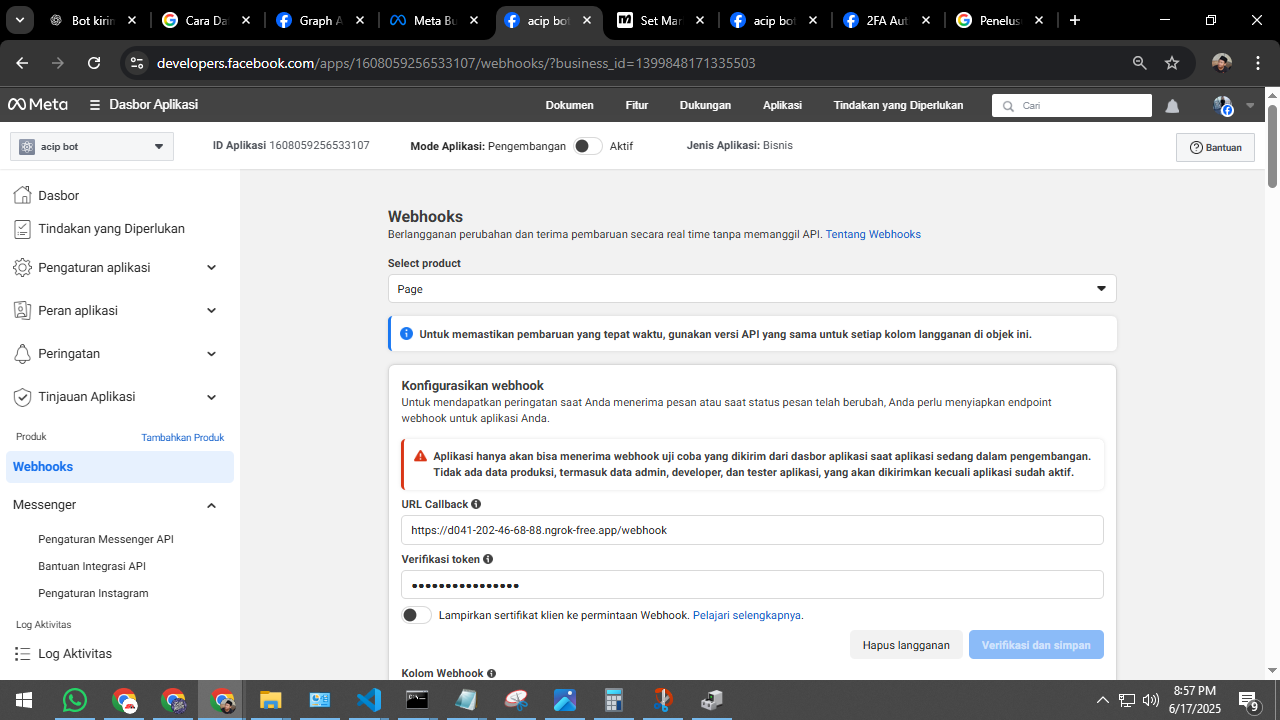 Bot kirin
Cara Da
Graph A
Meta Bu
acip bot
Set Mar
acip bot
2FA Aut
Penelus
developers.facebook.com/apps/1608059256533107/webhooks/?business_id=1399848171335503
Meta
Dasbor Aplikasi
Dokumen
Fitur
Dukungan
Aplikasi
Tindakan yang Diperlukan
Cari
acip bot
ID Aplikasi 1608059256533107
Mode Aplikasi: Pengembangan
Aktif
Jenis Aplikasi: Bisnis
Bantuan
Dasbor
Tindakan yang Diperlukan
Pengaturan aplikasi
Peran aplikasi
Peringatan
Tinjauan Aplikasi
Produk
Tambahkan Produk
Webhooks
Messenger
Pengaturan Messenger API
Bantuan Integrasi API
Pengaturan Instagram
Log Aktivitas
Log Aktivitas
Webhooks
Berlangganan perubahan dan terima pembaruan secara real time tanpa memanggil API. Tentang Webhooks
Select product
Page
Untuk memastikan pembaruan yang tepat waktu, gunakan versi API yang sama untuk setiap kolom langganan di objek ini.
Konfigurasikan webhook
Untuk mendapatkan peringatan saat Anda menerima pesan atau saat status pesan telah berubah, Anda perlu menyiapkan endpoint
webhook untuk aplikasi Anda.
Aplikasi hanya akan bisa menerima webhook uji coba yang dikirim dari dasbor aplikasi saat aplikasi sedang dalam pengembangan.
Tidak ada data produksi, termasuk data admin, developer, dan tester aplikasi, yang akan dikirimkan kecuali aplikasi sudah aktif.
URL Callback
https://d041-202-46-68-88.ngrok-free.app/webhook
Verifikasi token
••••••••••••••••
Lampirkan sertifikat klien ke permintaan Webhook. Pelajari selengkapnya.
Hapus langganan
Verifikasi dan simpan
Kolom Webhook
8:57 PM
6/17/2025
9